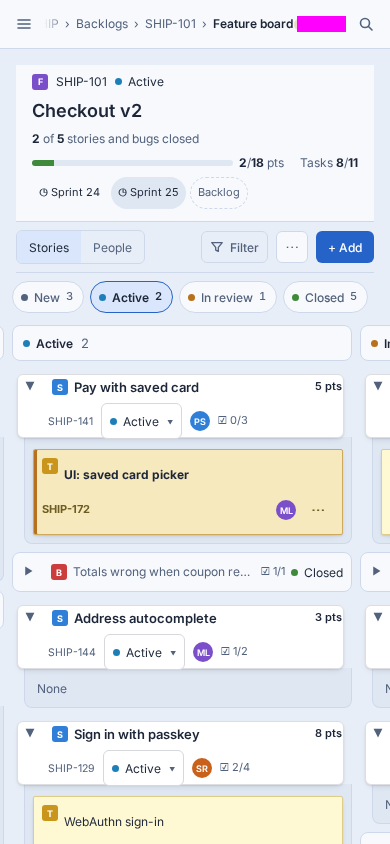 IP › Backlogs › SHIP-101 › Feature board
F SHIP-101 Active
Checkout v2
2 of 5 stories and bugs closed
2/18 pts Tasks 8/11
Sprint 24 Sprint 25 Backlog
Stories People Filter ··· + Add
New 3 Active 2 In review 1 Closed 5
Active 2
S Pay with saved card 5 pts
SHIP-141 Active PS 0/3
T UI: saved card picker
SHIP-172 ML ···
B Totals wrong when coupon re... 1/1 Closed
S Address autocomplete 3 pts
SHIP-144 Active ML 1/2
None
S Sign in with passkey 8 pts
SHIP-129 Active SR 2/4
T WebAuthn sign-in